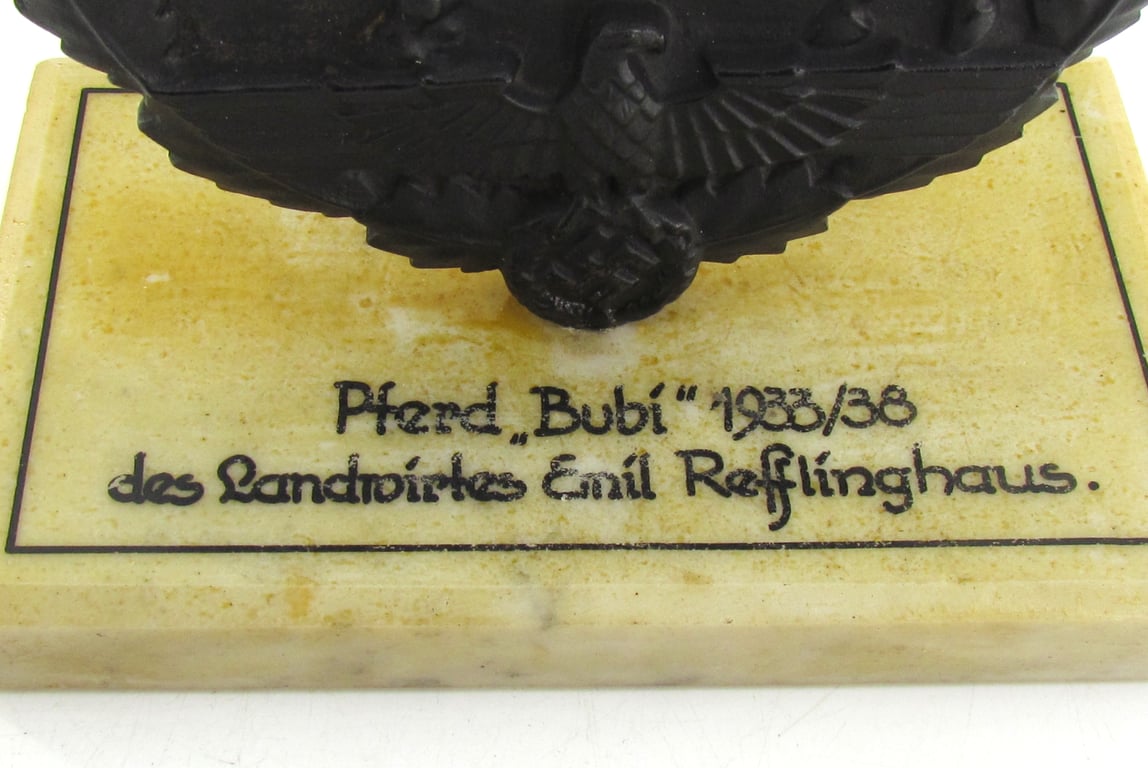 Pferd „Bubi“ 1933/38
des Landwirtes Emil Refflinghaus.